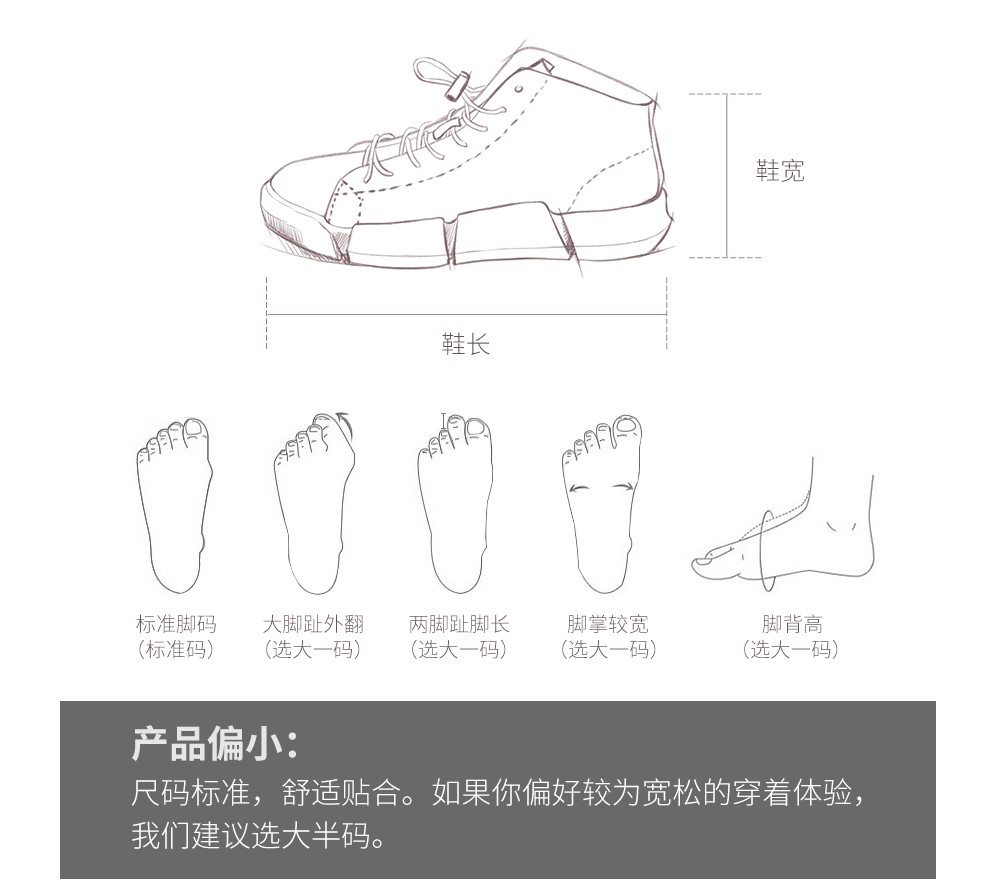 鞋宽
鞋长
标准脚码
（标准码）
大脚趾外翻
（选大一码）
两脚趾脚长
（选大一码）
脚掌较宽
（选大一码）
脚背高
（选大一码）
产品偏小：
尺码标准，舒适贴合。如果你偏好较为宽松的穿着体验，
我们建议选大半码。